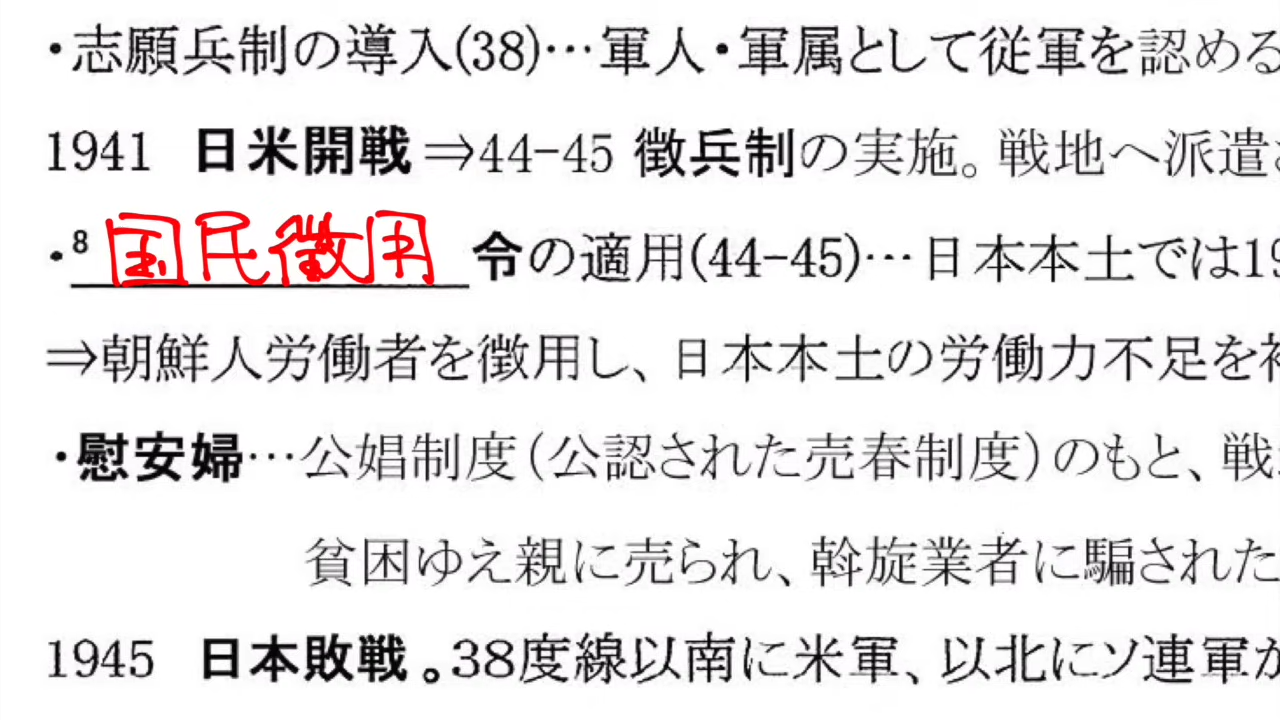 ・志願兵制の導入(38)…軍人・軍属として従軍を認める
1941 日米開戦⇒44-45 徴兵制の実施。戦地へ派遣
・8 国民徴用令の適用(44-45)…日本本土では19
⇒朝鮮人労働者を徴用し、日本本土の労働力不足を
・慰安婦…公娼制度(公認された売春制度)のもと、戦
貧困ゆえ親に売られ、斡旋業者に騙された
1945 日本敗戦。38度線以南に米軍、以北にソ連軍が